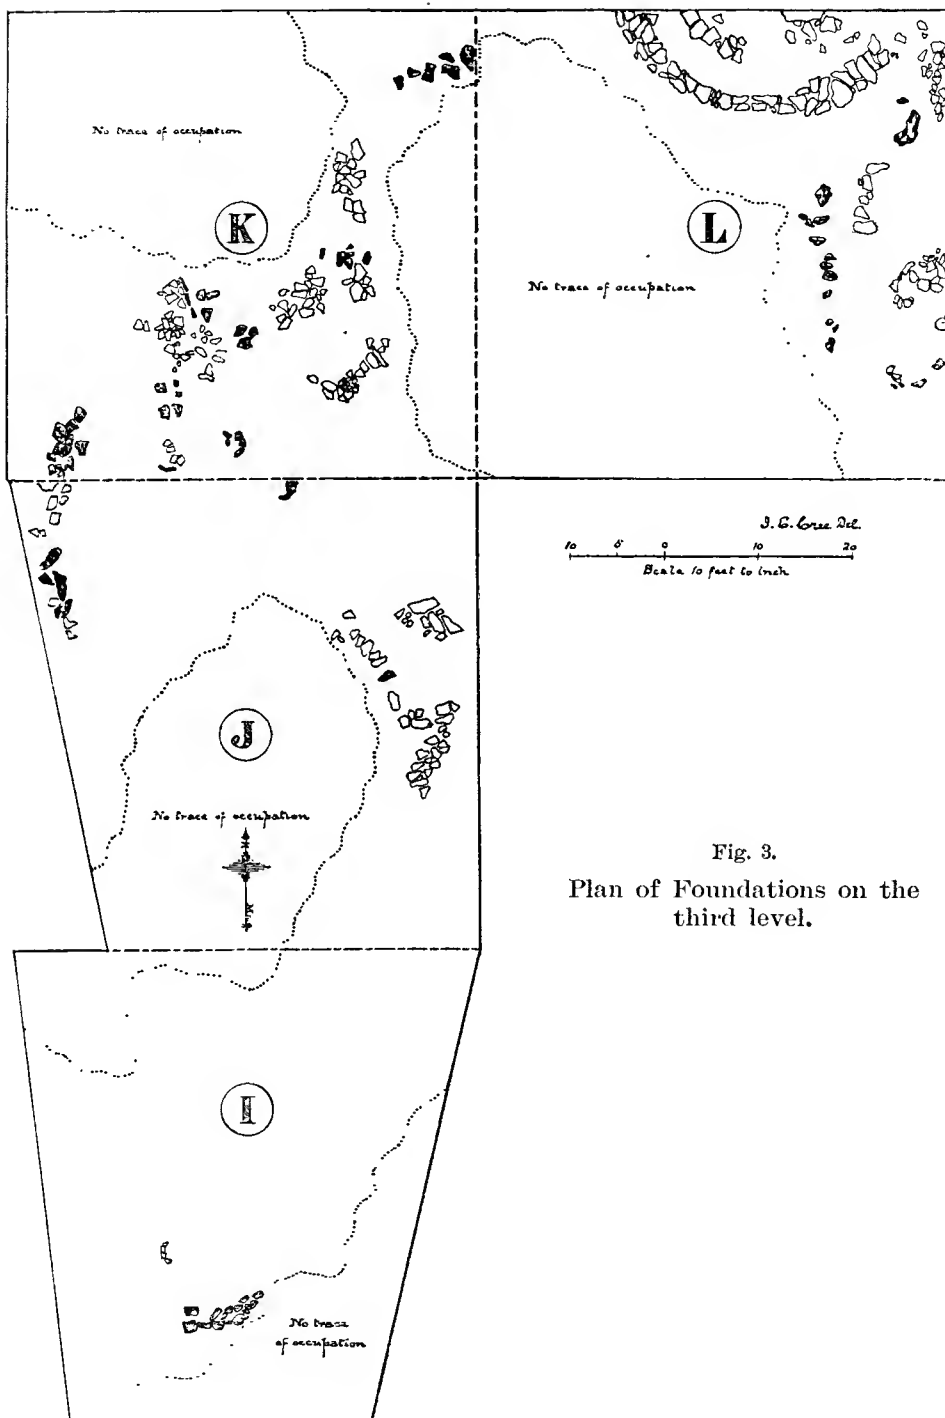 No trace of occupation
K
L
No trace of occupation
J. E. Cree Del.
10 5 0 10 20
Scale 10 feet to inch
J
No trace of occupation
Fig. 3.
Plan of Foundations on the
third level.
I
No trace
of occupation